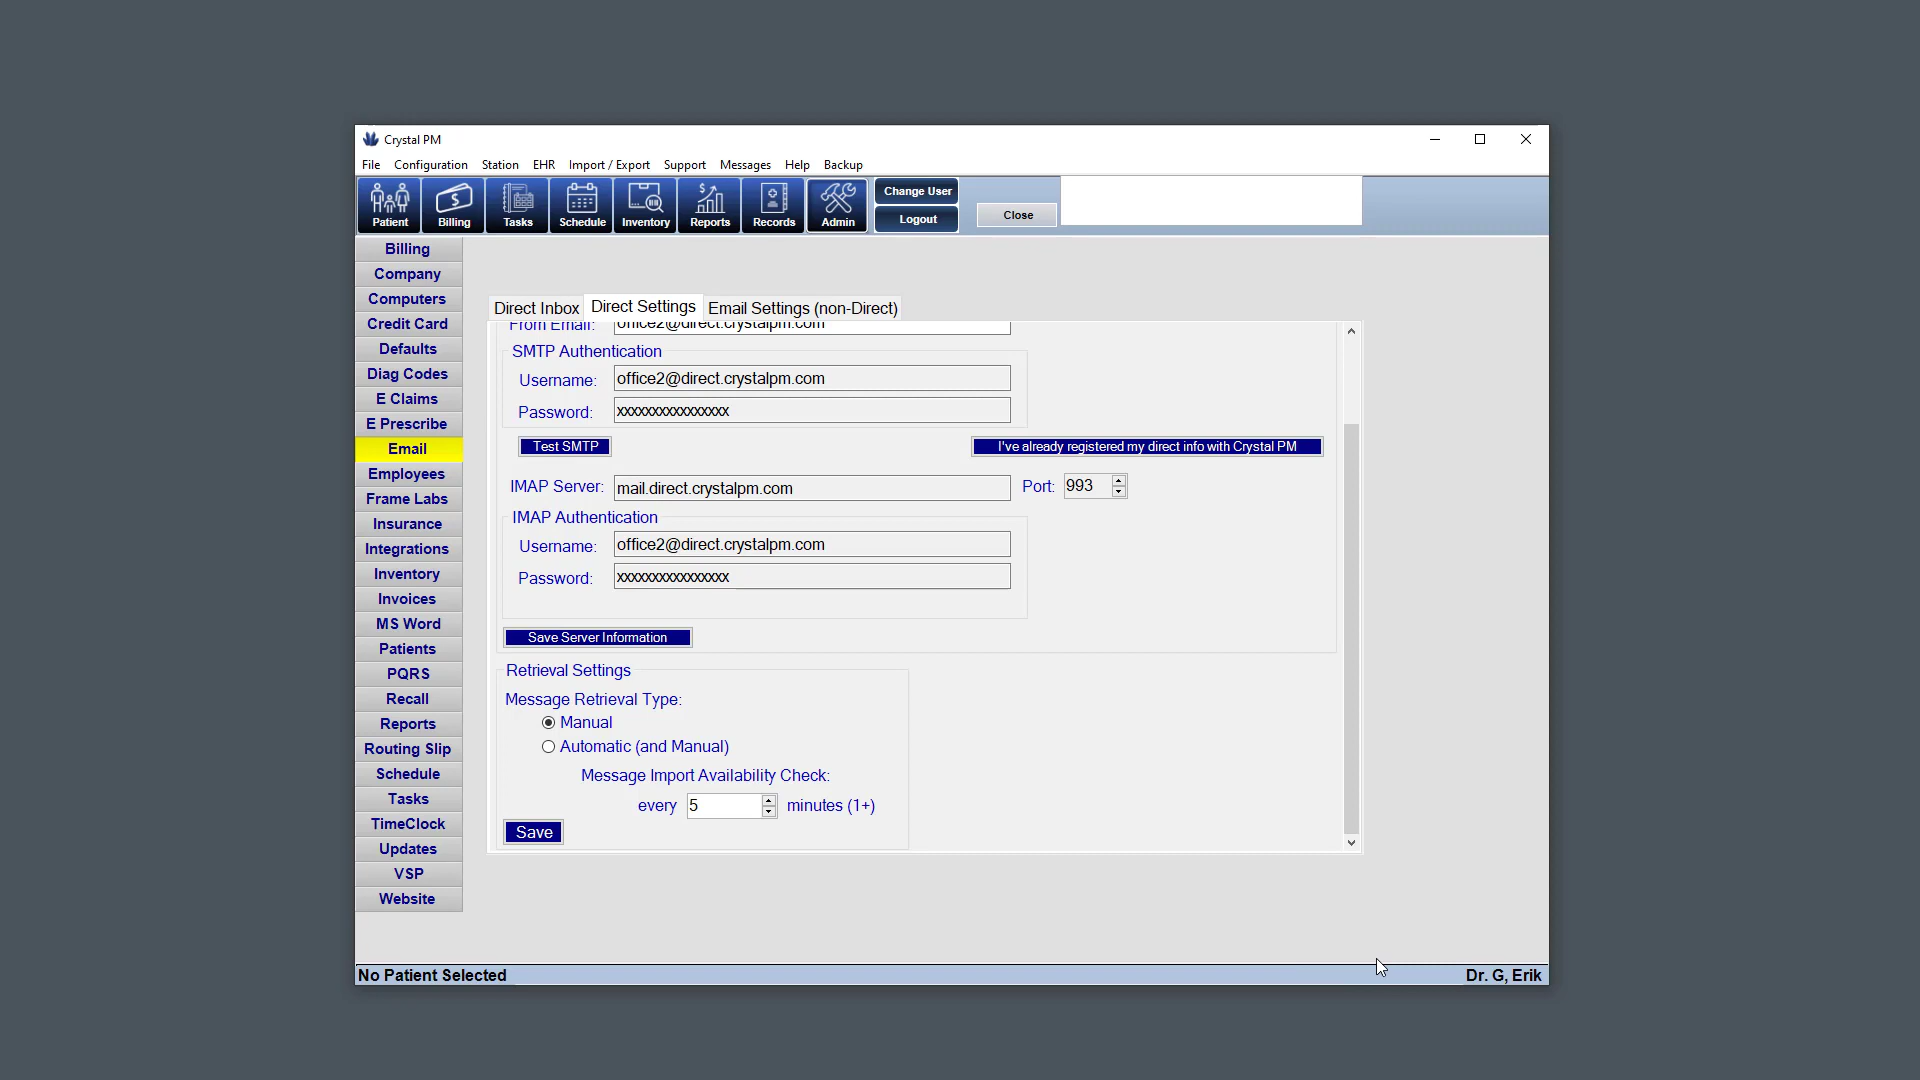 Crystal PM
File Configuration Station EHR Import / Export Support Messages Help Backup
Patient Billing Tasks Schedule Inventory Reports Records Admin
Change User
Logout
Close
Billing
Company
Computers
Credit Card
Defaults
Diag Codes
E Claims
E Prescribe
Email
Employees
Frame Labs
Insurance
Integrations
Inventory
Invoices
MS Word
Patients
PQRS
Recall
Reports
Routing Slip
Schedule
Tasks
TimeClock
Updates
VSP
Website
Direct Inbox Direct Settings Email Settings (non-Direct)
From Email: office2@direct.crystalpm.com
SMTP Authentication
Username: office2@direct.crystalpm.com
Password: xxxxxxxxxxxxxxxx
Test SMTP I've already registered my direct info with Crystal PM
IMAP Server: mail.direct.crystalpm.com Port: 993
IMAP Authentication
Username: office2@direct.crystalpm.com
Password: xxxxxxxxxxxxxxxx
Save Server Information
Retrieval Settings
Message Retrieval Type:
Manual
Automatic (and Manual)
Message Import Availability Check:
every 5 minutes (1+)
Save
No Patient Selected Dr. G, Erik